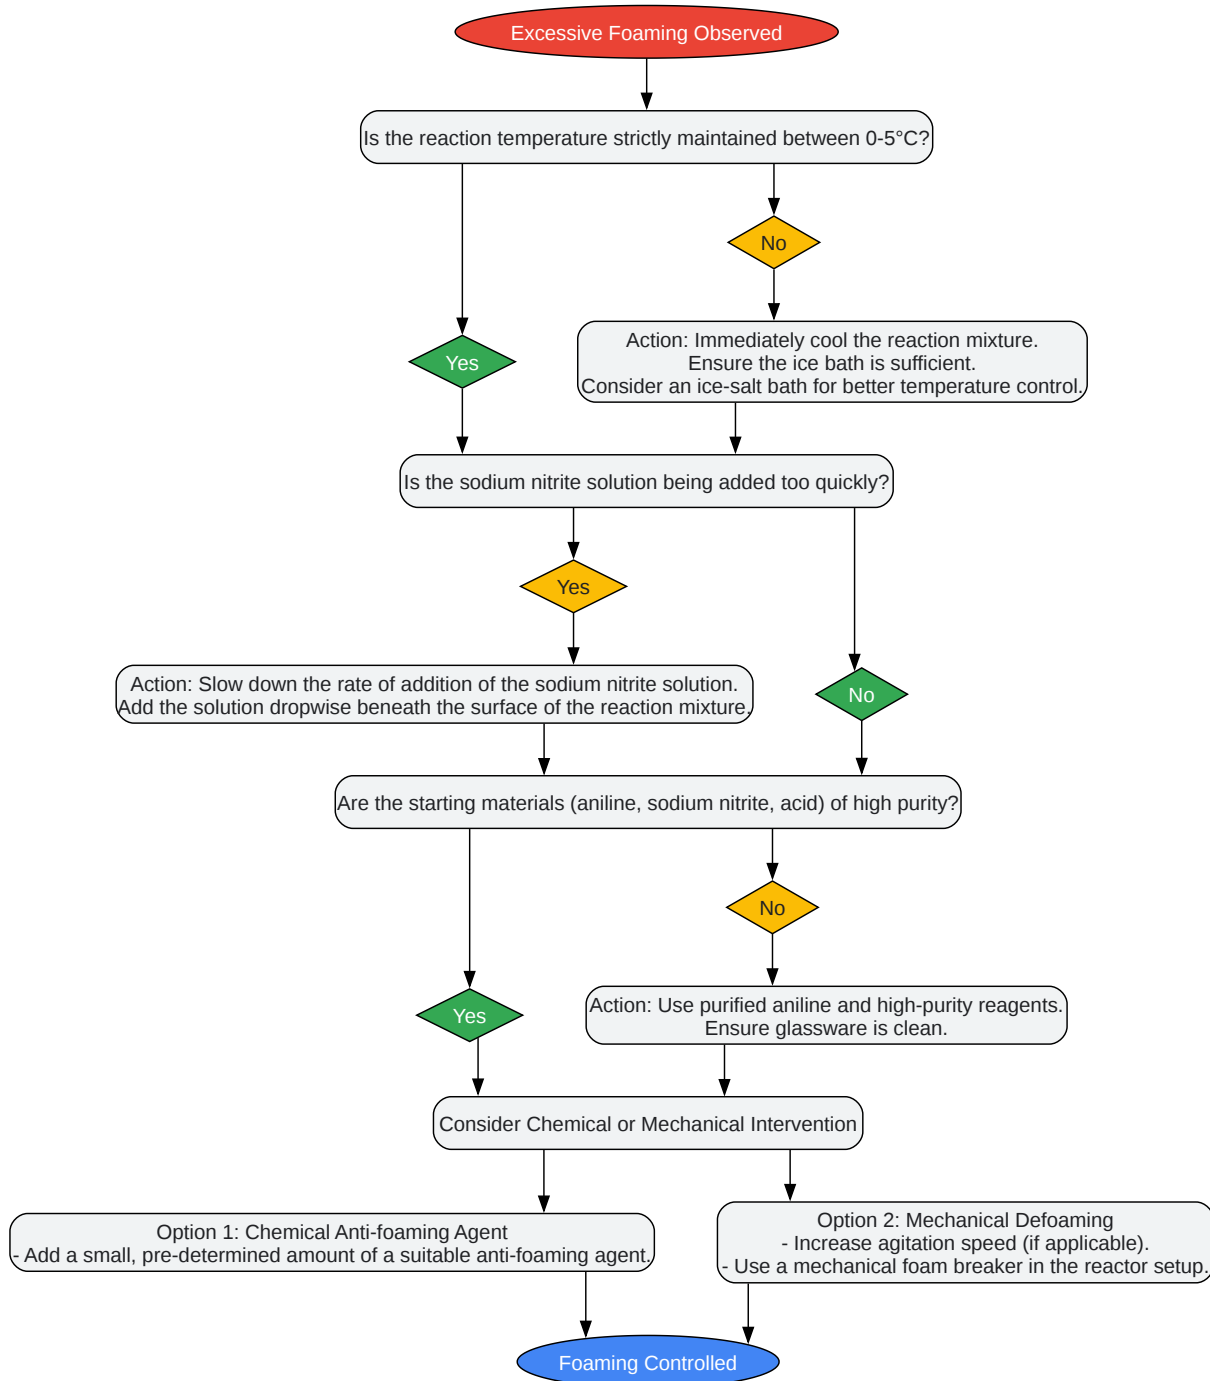 Excessive Foaming Observed
Is the reaction temperature strictly maintained between 0-5°C?
No
Action: Immediately cool the reaction mixture.
Ensure the ice bath is sufficient.
Consider an ice-salt bath for better temperature control.
Yes
Is the sodium nitrite solution being added too quickly?
Yes
Action: Slow down the rate of addition of the sodium nitrite solution.
Add the solution dropwise beneath the surface of the reaction mixture.
No
Are the starting materials (aniline, sodium nitrite, acid) of high purity?
No
Yes
Action: Use purified aniline and high-purity reagents.
Ensure glassware is clean.
Consider Chemical or Mechanical Intervention
Option 1: Chemical Anti-foaming Agent
- Add a small, pre-determined amount of a suitable anti-foaming agent.
Option 2: Mechanical Defoaming
- Increase agitation speed (if applicable).
- Use a mechanical foam breaker in the reactor setup.
Foaming Controlled